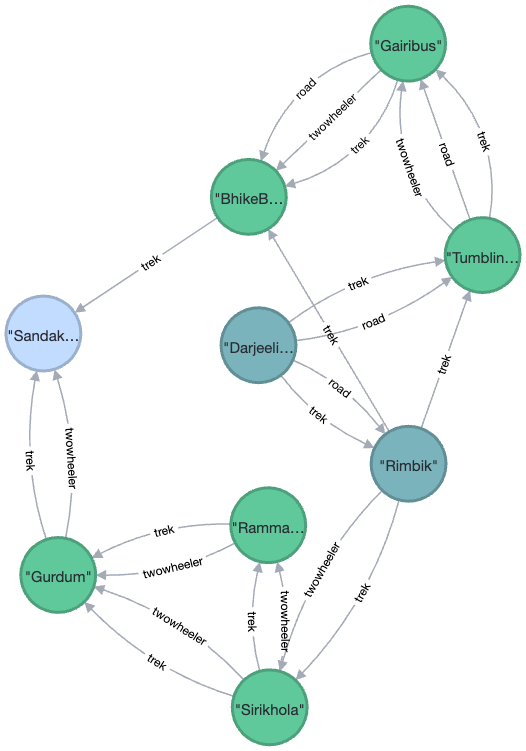 "Gairibus"
road
twowheeler
trek
twowheeler
road
trek
"BhikeB…
"Tumblin…
trek
trek
road
trek
"Sandak…
"Darjeeli…
road
trek
trek
"Rimbik"
trek
twowheeler
"Ramma…
trek
twowheeler
"Gurdum"
twowheeler
trek
trek
twowheeler
twowheeler
trek
"Sirikhola"